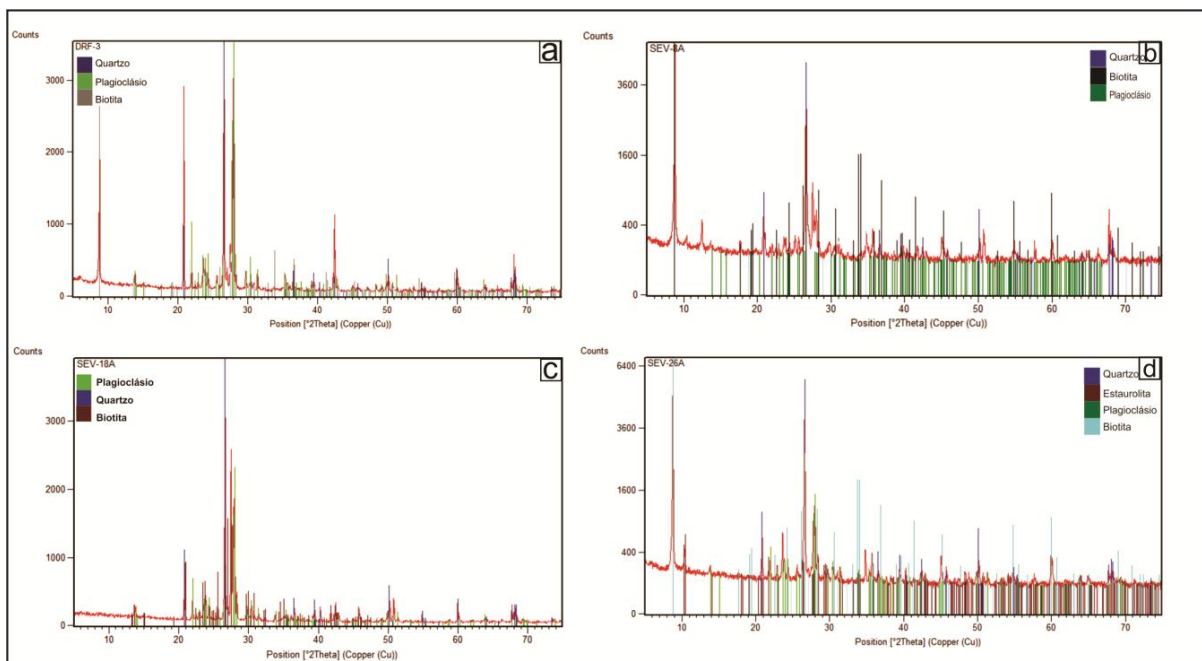 Counts
DRF-3
a
Quartzo
Plagioclásio
Biotita
3000
2000
1000
0
10 20 30 40 50 60 70
Position [°2Theta] (Copper (Cu))
Counts
SEV-8A
b
Quartzo
Biotita
Plagioclásio
3600
1600
400
0
10 20 30 40 50 60 70
Position [°2Theta] (Copper (Cu))
Counts
SEV-18A
c
Plagioclásio
Quartzo
Biotita
3000
2000
1000
0
10 20 30 40 50 60 70
Position [°2Theta] (Copper (Cu))
Counts
SEV-26A
d
Quartzo
Estaurolita
Plagioclásio
Biotita
6400
3600
1600
400
0
10 20 30 40 50 60 70
Position [°2Theta] (Copper (Cu))